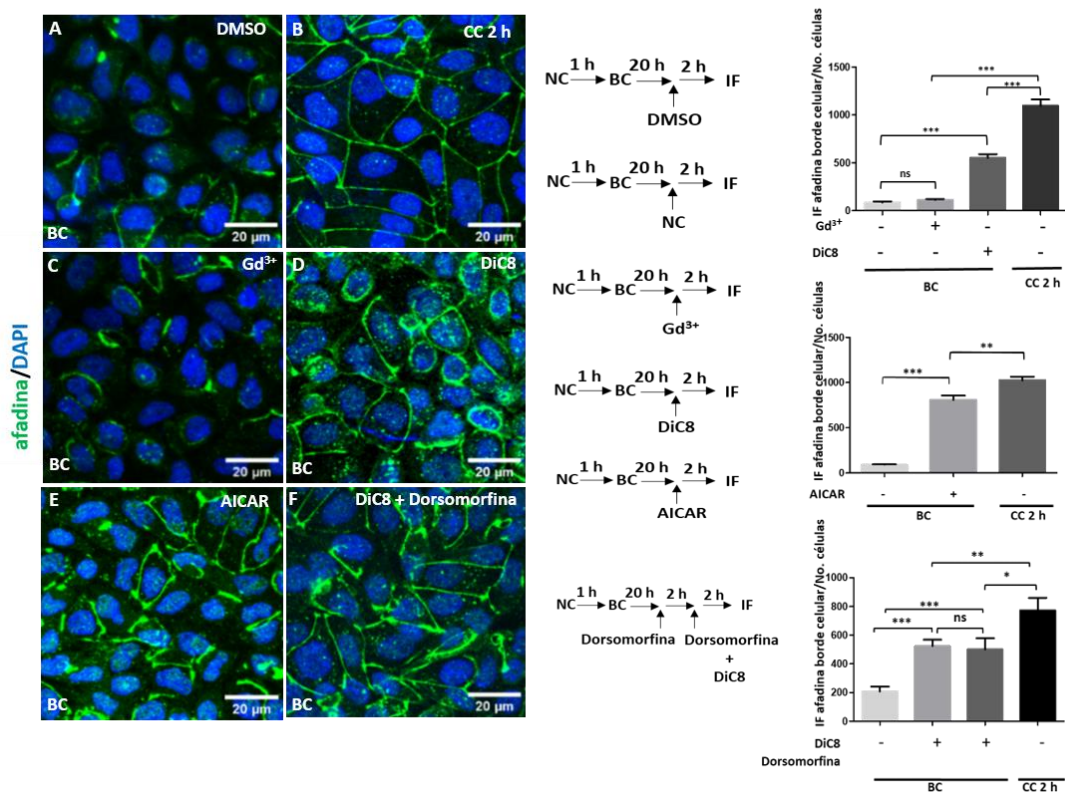 afadina/DAPI
A DMSO
BC
20 µm
B CC 2 h
20 µm
C Gd³⁺
BC
20 µm
D DiC8
BC
20 µm
E AICAR
BC
20 µm
F DiC8 + Dorsomorfina
BC
20 µm
1 h 20 h 2 h
NC BC IF
DMSO
1 h 20 h 2 h
NC BC IF
NC
1 h 20 h 2 h
NC BC IF
Gd³⁺
1 h 20 h 2 h
NC BC IF
DiC8
1 h 20 h 2 h
NC BC IF
AICAR
1 h 20 h 2 h 2 h
NC BC IF
Dorsomorfina Dorsomorfina
+
DiC8
IF afadina borde celular/No. células
1500
1000
500
0
***
***
***
ns
Gd³⁺ - + - -
DiC8 - - + -
BC CC 2 h
IF afadina borde celular/No. células
1500
1000
500
0
***
**
AICAR - + -
BC CC 2 h
IF afadina borde celular/No. células
1000
800
600
400
200
0
**
*
***
***
ns
DiC8 - + + -
Dorsomorfina
BC CC 2 h